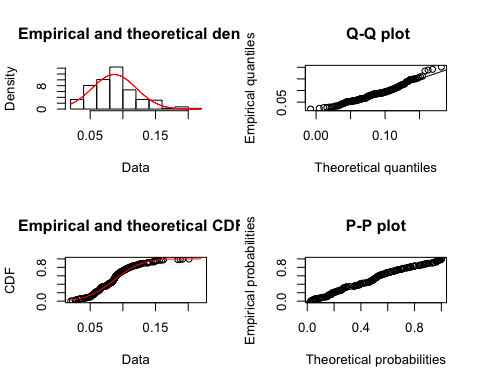 Empirical and theoretical den
Density
0 8
0.05 0.15
Data
Q-Q plot
Empirical quantiles
0.05
0.00 0.10
Theoretical quantiles
Empirical and theoretical CDF
CDF
0.0 0.8
0.05 0.15
Data
P-P plot
Empirical probabilities
0.0 0.8
0.0 0.4 0.8
Theoretical probabilities